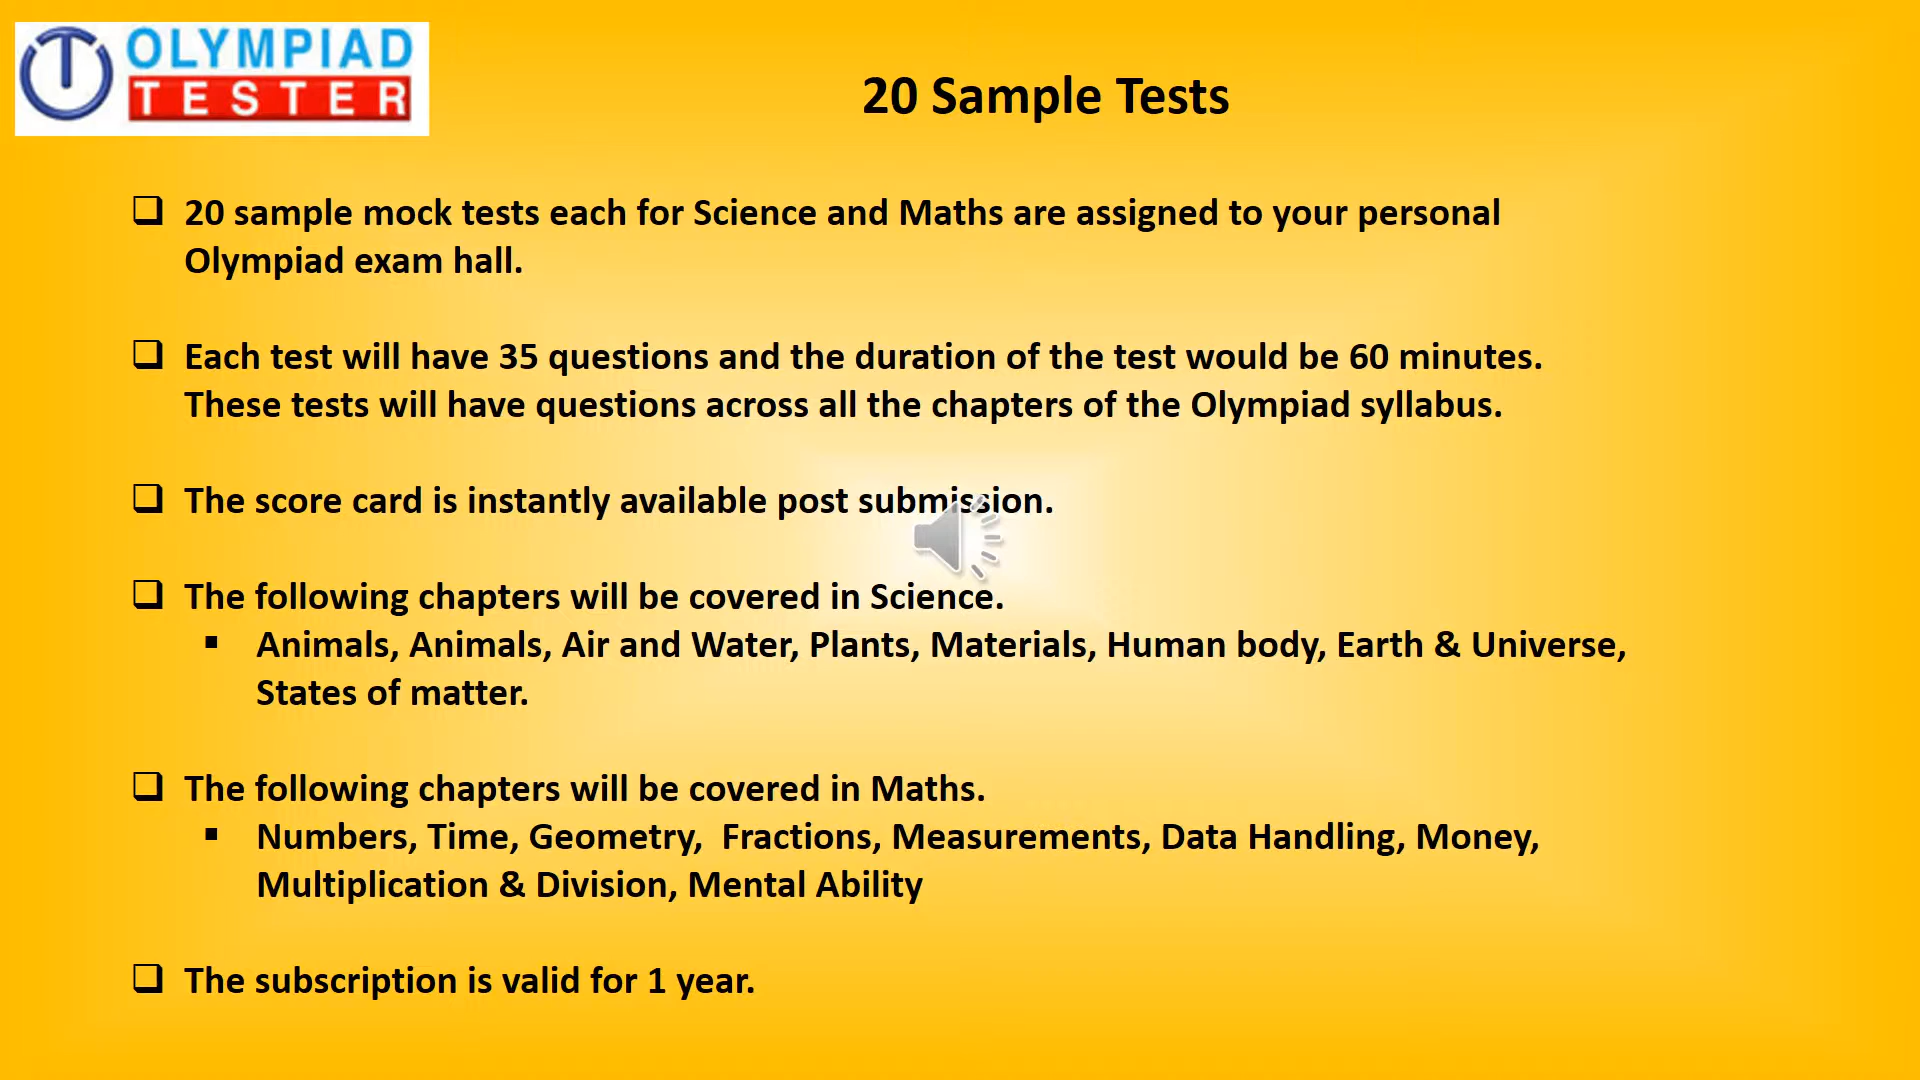 OLYMPIAD
TESTER
20 Sample Tests
❑ 20 sample mock tests each for Science and Maths are assigned to your personal
Olympiad exam hall.
❑ Each test will have 35 questions and the duration of the test would be 60 minutes.
These tests will have questions across all the chapters of the Olympiad syllabus.
❑ The score card is instantly available post submission.
❑ The following chapters will be covered in Science.
▪ Animals, Animals, Air and Water, Plants, Materials, Human body, Earth & Universe,
States of matter.
❑ The following chapters will be covered in Maths.
▪ Numbers, Time, Geometry,  Fractions, Measurements, Data Handling, Money,
Multiplication & Division, Mental Ability
❑ The subscription is valid for 1 year.